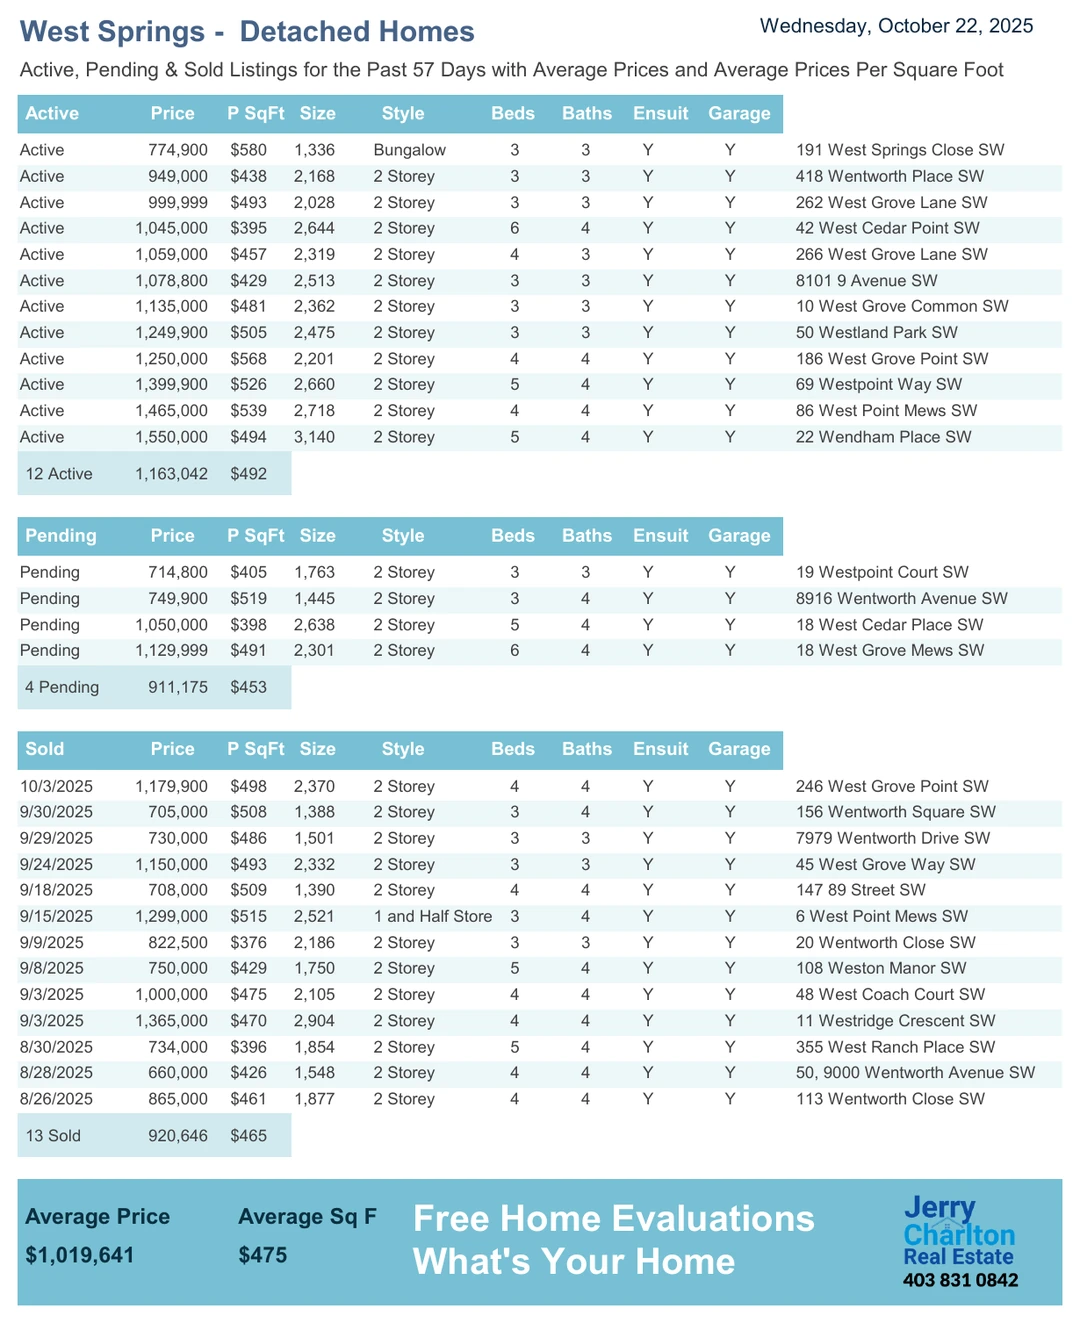 West Springs - Detached Homes
Wednesday, October 22, 2025
Active, Pending & Sold Listings for the Past 57 Days with Average Prices and Average Prices Per Square Foot
Active Price P SqFt Size Style Beds Baths Ensuit Garage
Active 774,900 $580 1,336 Bungalow 3 3 Y Y 191 West Springs Close SW
Active 949,000 $438 2,168 2 Storey 3 3 Y Y 418 Wentworth Place SW
Active 999,999 $493 2,028 2 Storey 3 3 Y Y 262 West Grove Lane SW
Active 1,045,000 $395 2,644 2 Storey 6 4 Y Y 42 West Cedar Point SW
Active 1,059,000 $457 2,319 2 Storey 4 3 Y Y 266 West Grove Lane SW
Active 1,078,800 $429 2,513 2 Storey 3 3 Y Y 8101 9 Avenue SW
Active 1,135,000 $481 2,362 2 Storey 3 3 Y Y 10 West Grove Common SW
Active 1,249,900 $505 2,475 2 Storey 3 3 Y Y 50 Westland Park SW
Active 1,250,000 $568 2,201 2 Storey 4 4 Y Y 186 West Grove Point SW
Active 1,399,900 $526 2,660 2 Storey 5 4 Y Y 69 Westpoint Way SW
Active 1,465,000 $539 2,718 2 Storey 4 4 Y Y 86 West Point Mews SW
Active 1,550,000 $494 3,140 2 Storey 5 4 Y Y 22 Wendham Place SW
12 Active 1,163,042 $492
Pending Price P SqFt Size Style Beds Baths Ensuit Garage
Pending 714,800 $405 1,763 2 Storey 3 3 Y Y 19 Westpoint Court SW
Pending 749,900 $519 1,445 2 Storey 3 4 Y Y 8916 Wentworth Avenue SW
Pending 1,050,000 $398 2,638 2 Storey 5 4 Y Y 18 West Cedar Place SW
Pending 1,129,999 $491 2,301 2 Storey 6 4 Y Y 18 West Grove Mews SW
4 Pending 911,175 $453
Sold Price P SqFt Size Style Beds Baths Ensuit Garage
10/3/2025 1,179,900 $498 2,370 2 Storey 4 4 Y Y 246 West Grove Point SW
9/30/2025 705,000 $508 1,388 2 Storey 3 4 Y Y 156 Wentworth Square SW
9/29/2025 730,000 $486 1,501 2 Storey 3 3 Y Y 7979 Wentworth Drive SW
9/24/2025 1,150,000 $493 2,332 2 Storey 3 3 Y Y 45 West Grove Way SW
9/18/2025 708,000 $509 1,390 2 Storey 4 4 Y Y 147 89 Street SW
9/15/2025 1,299,000 $515 2,521 1 and Half Store 3 4 Y Y 6 West Point Mews SW
9/9/2025 822,500 $376 2,186 2 Storey 3 3 Y Y 20 Wentworth Close SW
9/8/2025 750,000 $429 1,750 2 Storey 5 4 Y Y 108 Weston Manor SW
9/3/2025 1,000,000 $475 2,105 2 Storey 4 4 Y Y 48 West Coach Court SW
9/3/2025 1,365,000 $470 2,904 2 Storey 4 4 Y Y 11 Westridge Crescent SW
8/30/2025 734,000 $396 1,854 2 Storey 5 4 Y Y 355 West Ranch Place SW
8/28/2025 660,000 $426 1,548 2 Storey 4 4 Y Y 50, 9000 Wentworth Avenue SW
8/26/2025 865,000 $461 1,877 2 Storey 4 4 Y Y 113 Wentworth Close SW
13 Sold 920,646 $465
Average Price Average Sq F
$1,019,641 $475
Free Home Evaluations
What's Your Home
Jerry
Charlton
Real Estate
403 831 0842